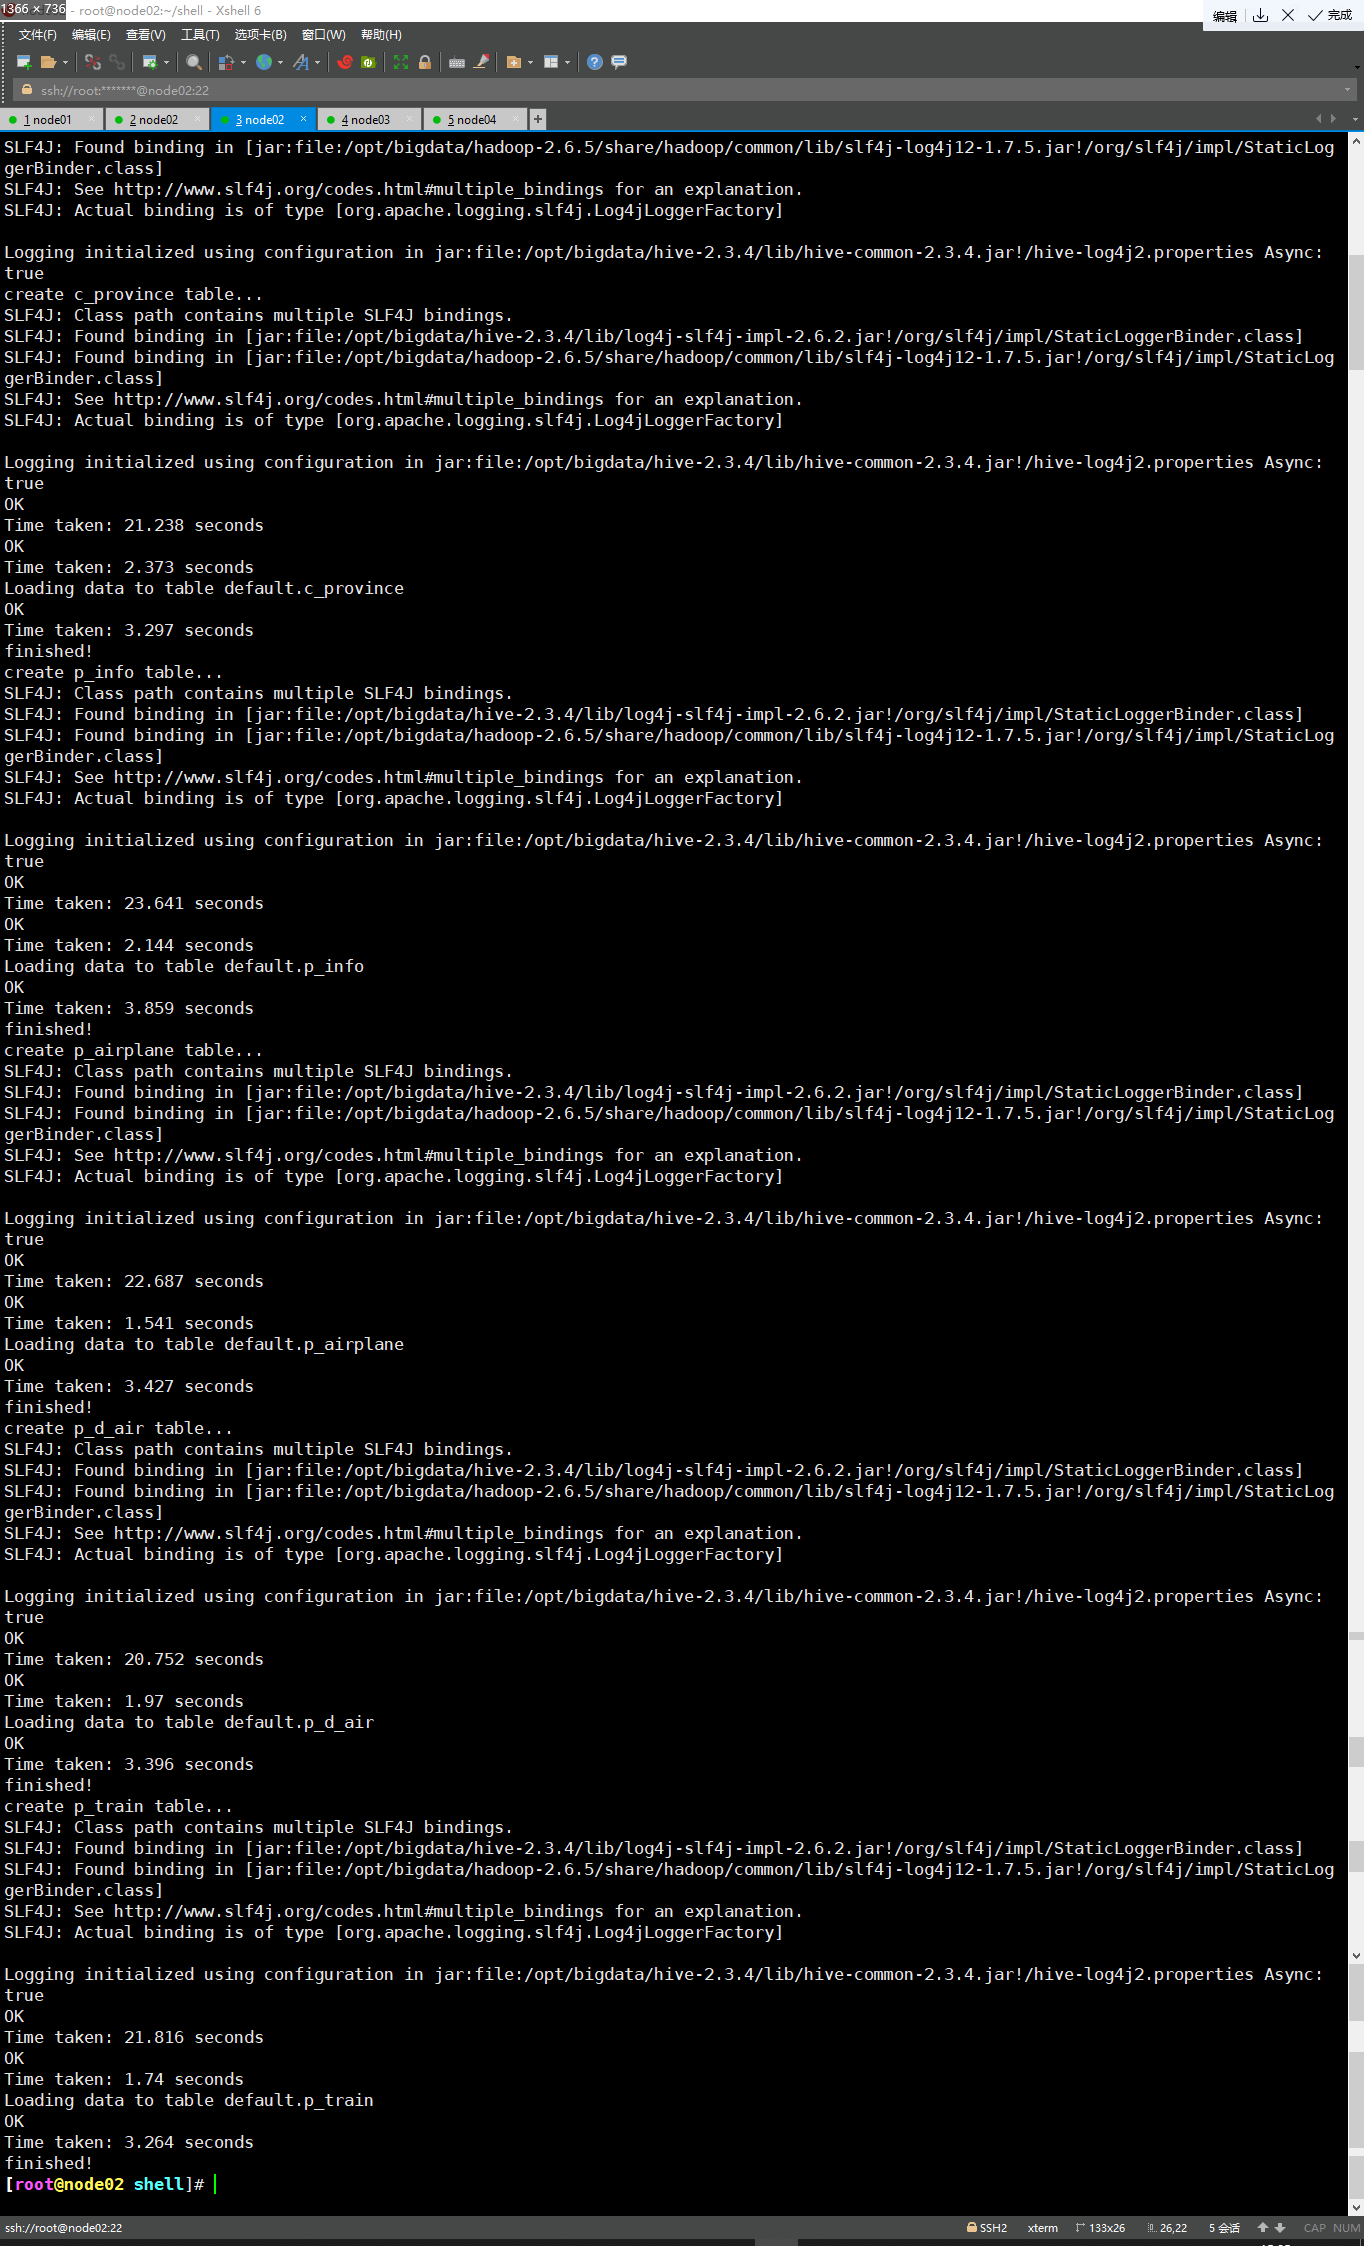 1366 × 736 - root@node02:~/shell - Xshell 6
编辑 完成
文件(F) 编辑(E) 查看(V) 工具(T) 选项卡(B) 窗口(W) 帮助(H)
ssh://root:*******@node02:22
1 node01 2 node02 3 node02 4 node03 5 node04
SLF4J: Found binding in [jar:file:/opt/bigdata/hadoop-2.6.5/share/hadoop/common/lib/slf4j-log4j12-1.7.5.jar!/org/slf4j/impl/StaticLog
gerBinder.class]
SLF4J: See http://www.slf4j.org/codes.html#multiple_bindings for an explanation.
SLF4J: Actual binding is of type [org.apache.logging.slf4j.Log4jLoggerFactory]
Logging initialized using configuration in jar:file:/opt/bigdata/hive-2.3.4/lib/hive-common-2.3.4.jar!/hive-log4j2.properties Async:
true
create c_province table...
SLF4J: Class path contains multiple SLF4J bindings.
SLF4J: Found binding in [jar:file:/opt/bigdata/hive-2.3.4/lib/log4j-slf4j-impl-2.6.2.jar!/org/slf4j/impl/StaticLoggerBinder.class]
SLF4J: Found binding in [jar:file:/opt/bigdata/hadoop-2.6.5/share/hadoop/common/lib/slf4j-log4j12-1.7.5.jar!/org/slf4j/impl/StaticLog
gerBinder.class]
SLF4J: See http://www.slf4j.org/codes.html#multiple_bindings for an explanation.
SLF4J: Actual binding is of type [org.apache.logging.slf4j.Log4jLoggerFactory]
Logging initialized using configuration in jar:file:/opt/bigdata/hive-2.3.4/lib/hive-common-2.3.4.jar!/hive-log4j2.properties Async:
true
OK
Time taken: 21.238 seconds
OK
Time taken: 2.373 seconds
Loading data to table default.c_province
OK
Time taken: 3.297 seconds
finished!
create p_info table...
SLF4J: Class path contains multiple SLF4J bindings.
SLF4J: Found binding in [jar:file:/opt/bigdata/hive-2.3.4/lib/log4j-slf4j-impl-2.6.2.jar!/org/slf4j/impl/StaticLoggerBinder.class]
SLF4J: Found binding in [jar:file:/opt/bigdata/hadoop-2.6.5/share/hadoop/common/lib/slf4j-log4j12-1.7.5.jar!/org/slf4j/impl/StaticLog
gerBinder.class]
SLF4J: See http://www.slf4j.org/codes.html#multiple_bindings for an explanation.
SLF4J: Actual binding is of type [org.apache.logging.slf4j.Log4jLoggerFactory]
Logging initialized using configuration in jar:file:/opt/bigdata/hive-2.3.4/lib/hive-common-2.3.4.jar!/hive-log4j2.properties Async:
true
OK
Time taken: 23.641 seconds
OK
Time taken: 2.144 seconds
Loading data to table default.p_info
OK
Time taken: 3.859 seconds
finished!
create p_airplane table...
SLF4J: Class path contains multiple SLF4J bindings.
SLF4J: Found binding in [jar:file:/opt/bigdata/hive-2.3.4/lib/log4j-slf4j-impl-2.6.2.jar!/org/slf4j/impl/StaticLoggerBinder.class]
SLF4J: Found binding in [jar:file:/opt/bigdata/hadoop-2.6.5/share/hadoop/common/lib/slf4j-log4j12-1.7.5.jar!/org/slf4j/impl/StaticLog
gerBinder.class]
SLF4J: See http://www.slf4j.org/codes.html#multiple_bindings for an explanation.
SLF4J: Actual binding is of type [org.apache.logging.slf4j.Log4jLoggerFactory]
Logging initialized using configuration in jar:file:/opt/bigdata/hive-2.3.4/lib/hive-common-2.3.4.jar!/hive-log4j2.properties Async:
true
OK
Time taken: 22.687 seconds
OK
Time taken: 1.541 seconds
Loading data to table default.p_airplane
OK
Time taken: 3.427 seconds
finished!
create p_d_air table...
SLF4J: Class path contains multiple SLF4J bindings.
SLF4J: Found binding in [jar:file:/opt/bigdata/hive-2.3.4/lib/log4j-slf4j-impl-2.6.2.jar!/org/slf4j/impl/StaticLoggerBinder.class]
SLF4J: Found binding in [jar:file:/opt/bigdata/hadoop-2.6.5/share/hadoop/common/lib/slf4j-log4j12-1.7.5.jar!/org/slf4j/impl/StaticLog
gerBinder.class]
SLF4J: See http://www.slf4j.org/codes.html#multiple_bindings for an explanation.
SLF4J: Actual binding is of type [org.apache.logging.slf4j.Log4jLoggerFactory]
Logging initialized using configuration in jar:file:/opt/bigdata/hive-2.3.4/lib/hive-common-2.3.4.jar!/hive-log4j2.properties Async:
true
OK
Time taken: 20.752 seconds
OK
Time taken: 1.97 seconds
Loading data to table default.p_d_air
OK
Time taken: 3.396 seconds
finished!
create p_train table...
SLF4J: Class path contains multiple SLF4J bindings.
SLF4J: Found binding in [jar:file:/opt/bigdata/hive-2.3.4/lib/log4j-slf4j-impl-2.6.2.jar!/org/slf4j/impl/StaticLoggerBinder.class]
SLF4J: Found binding in [jar:file:/opt/bigdata/hadoop-2.6.5/share/hadoop/common/lib/slf4j-log4j12-1.7.5.jar!/org/slf4j/impl/StaticLog
gerBinder.class]
SLF4J: See http://www.slf4j.org/codes.html#multiple_bindings for an explanation.
SLF4J: Actual binding is of type [org.apache.logging.slf4j.Log4jLoggerFactory]
Logging initialized using configuration in jar:file:/opt/bigdata/hive-2.3.4/lib/hive-common-2.3.4.jar!/hive-log4j2.properties Async:
true
OK
Time taken: 21.816 seconds
OK
Time taken: 1.74 seconds
Loading data to table default.p_train
OK
Time taken: 3.264 seconds
finished!
[root@node02 shell]#
ssh://root@node02:22 SSH2 xterm 133x26 26,22 5 会话 CAP NUM